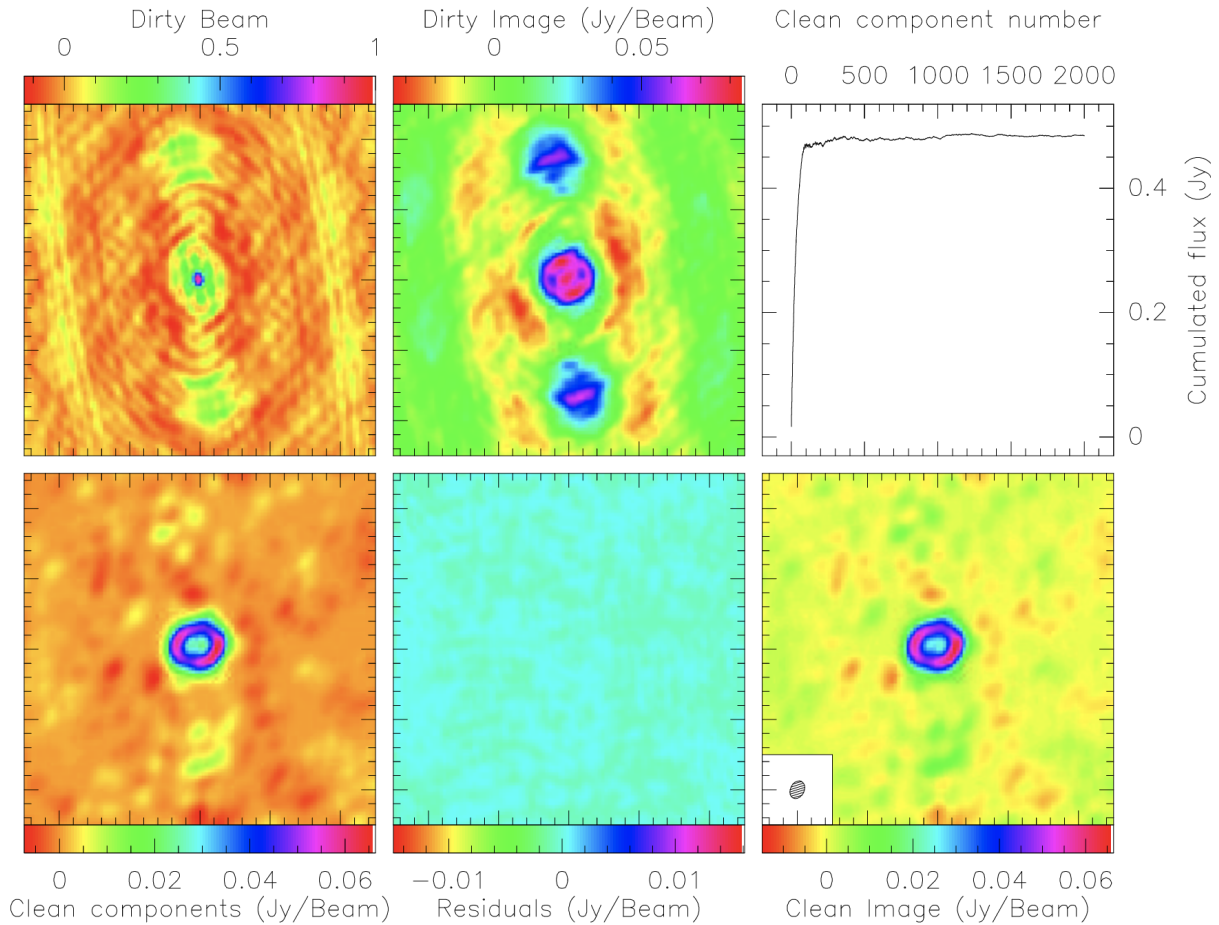 Dirty Beam
Dirty Image (Jy/Beam)
Clean component number
0 0.5 1
0 0.05
0 500 1000 1500 2000
0.4
0.2
0
Cumulated flux (Jy)
0 0.02 0.04 0.06
Clean components (Jy/Beam)
−0.01 0 0.01
Residuals (Jy/Beam)
0 0.02 0.04 0.06
Clean Image (Jy/Beam)